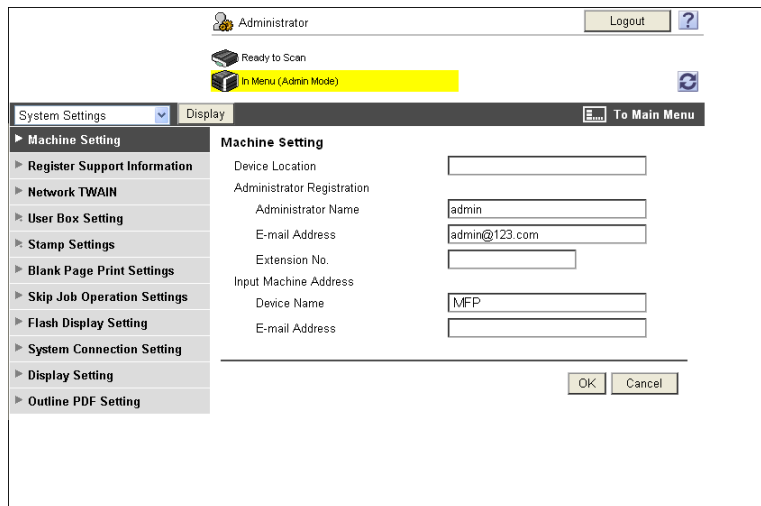 Administrator
Logout
?
Ready to Scan
In Menu (Admin Mode)
System Settings
Display
To Main Menu
Machine Setting
Register Support Information
Network TWAIN
User Box Setting
Stamp Settings
Blank Page Print Settings
Skip Job Operation Settings
Flash Display Setting
System Connection Setting
Display Setting
Outline PDF Setting
Machine Setting
Device Location
Administrator Registration
Administrator Name admin
E-mail Address admin@123.com
Extension No.
Input Machine Address
Device Name MFP
E-mail Address
OK Cancel